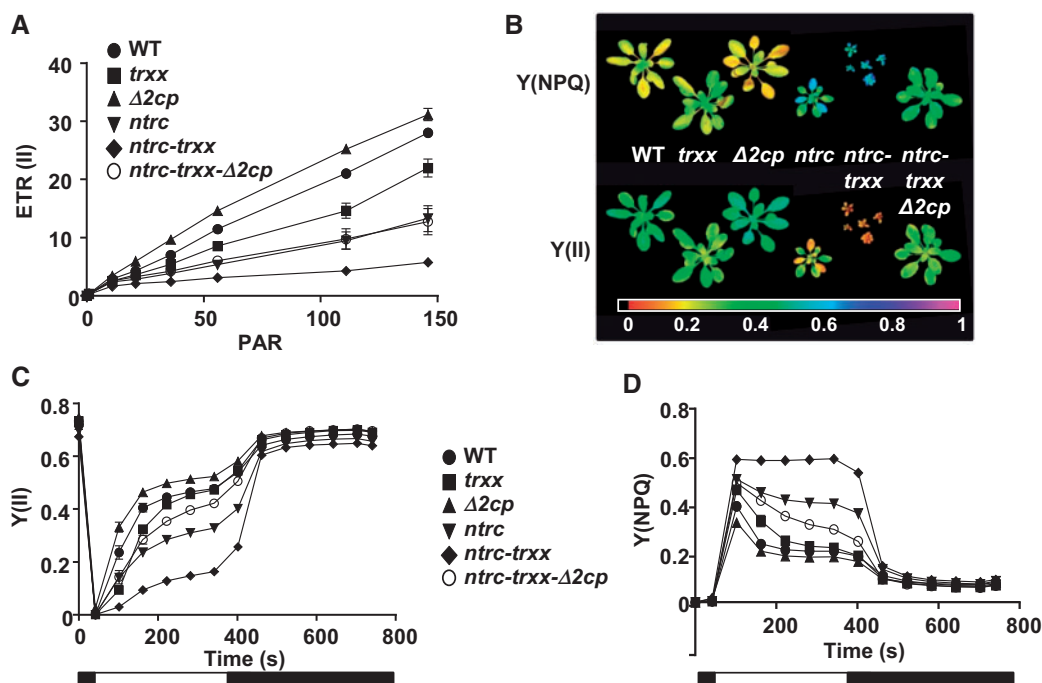 A
WT
trxx
Δ2cp
ntrc
ntrc-trxx
ntrc-trxx-Δ2cp
ETR (II)
40
30
20
10
0
0 50 100 150
PAR
B
Y(NPQ)
WT trxx Δ2cp ntrc ntrc-trxx ntrc-trxx Δ2cp
Y(II)
0 0.2 0.4 0.6 0.8 1
C
Y(II)
0.8
0.6
0.4
0.2
0
0 200 400 600 800
Time (s)
WT
trxx
Δ2cp
ntrc
ntrc-trxx
ntrc-trxx-Δ2cp
D
Y(NPQ)
0.8
0.6
0.4
0.2
0
200 400 600 800
Time (s)